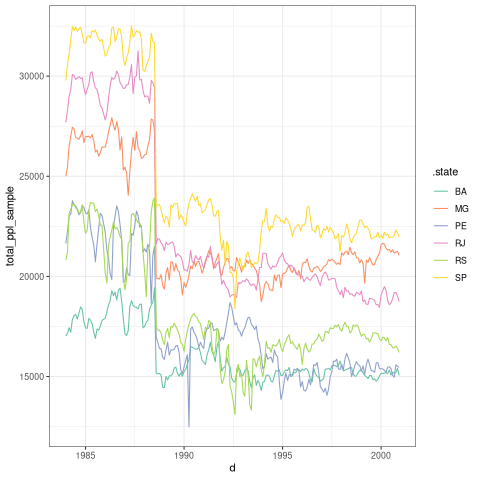 30000
25000
20000
15000
total_ppl_sample
1985
1990
1995
2000
d
.state
BA
MG
PE
RJ
RS
SP